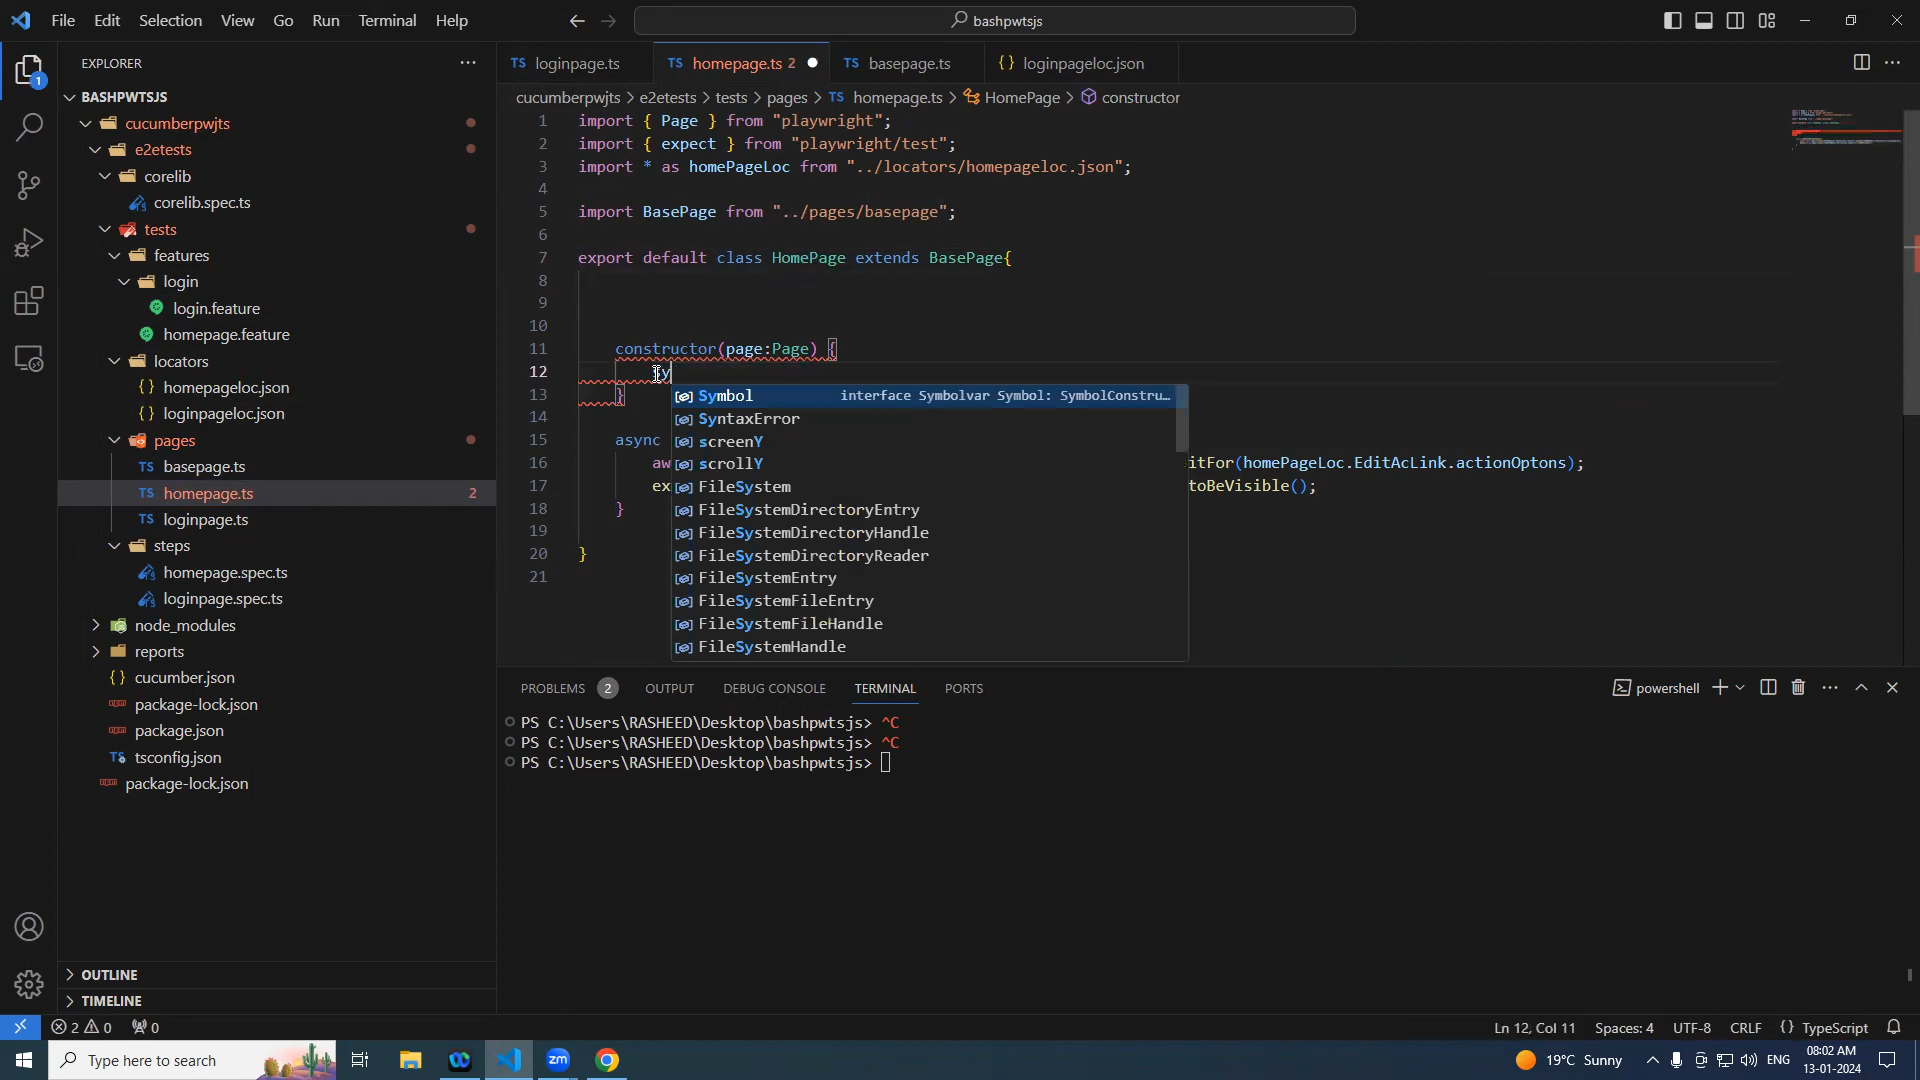 File Edit Selection View Go Run Terminal Help
bashpwtsjs
EXPLORER
BASHPWTSJS
cucumberpwjts
e2etests
corelib
corelib.spec.ts
tests
features
login
login.feature
homepage.feature
locators
homepageloc.json
loginpageloc.json
pages
basepage.ts
homepage.ts 2
loginpage.ts
steps
homepage.spec.ts
loginpage.spec.ts
node_modules
reports
cucumber.json
package-lock.json
package.json
tsconfig.json
package-lock.json
OUTLINE
TIMELINE
TS loginpage.ts TS homepage.ts 2 TS basepage.ts {} loginpageloc.json
cucumberpwjts > e2etests > tests > pages > TS homepage.ts > HomePage > constructor
1 import { Page } from "playwright";
2 import { expect } from "playwright/test";
3 import * as homePageLoc from "../locators/homepageloc.json";
4
5 import BasePage from "../pages/basepage";
6
7 export default class HomePage extends BasePage{
8
9
10
11 constructor(page:Page) {
12 Sy
13 }
14
15 async
16 aw itFor(homePageLoc.EditAcLink.actionOptons);
17 ex toBeVisible();
18 }
19
20 }
21
Symbol interface Symbolvar Symbol: SymbolConstru...
SyntaxError
screenY
scrollY
FileSystem
FileSystemDirectoryEntry
FileSystemDirectoryHandle
FileSystemDirectoryReader
FileSystemEntry
FileSystemFileEntry
FileSystemFileHandle
FileSystemHandle
PROBLEMS 2 OUTPUT DEBUG CONSOLE TERMINAL PORTS
powershell
PS C:\Users\RASHEED\Desktop\bashpwtsjs> ^C
PS C:\Users\RASHEED\Desktop\bashpwtsjs> ^C
PS C:\Users\RASHEED\Desktop\bashpwtsjs>
2 0 0 Ln 12, Col 11 Spaces: 4 UTF-8 CRLF {} TypeScript
Type here to search
zm
19°C Sunny
ENG
08:02 AM
13-01-2024